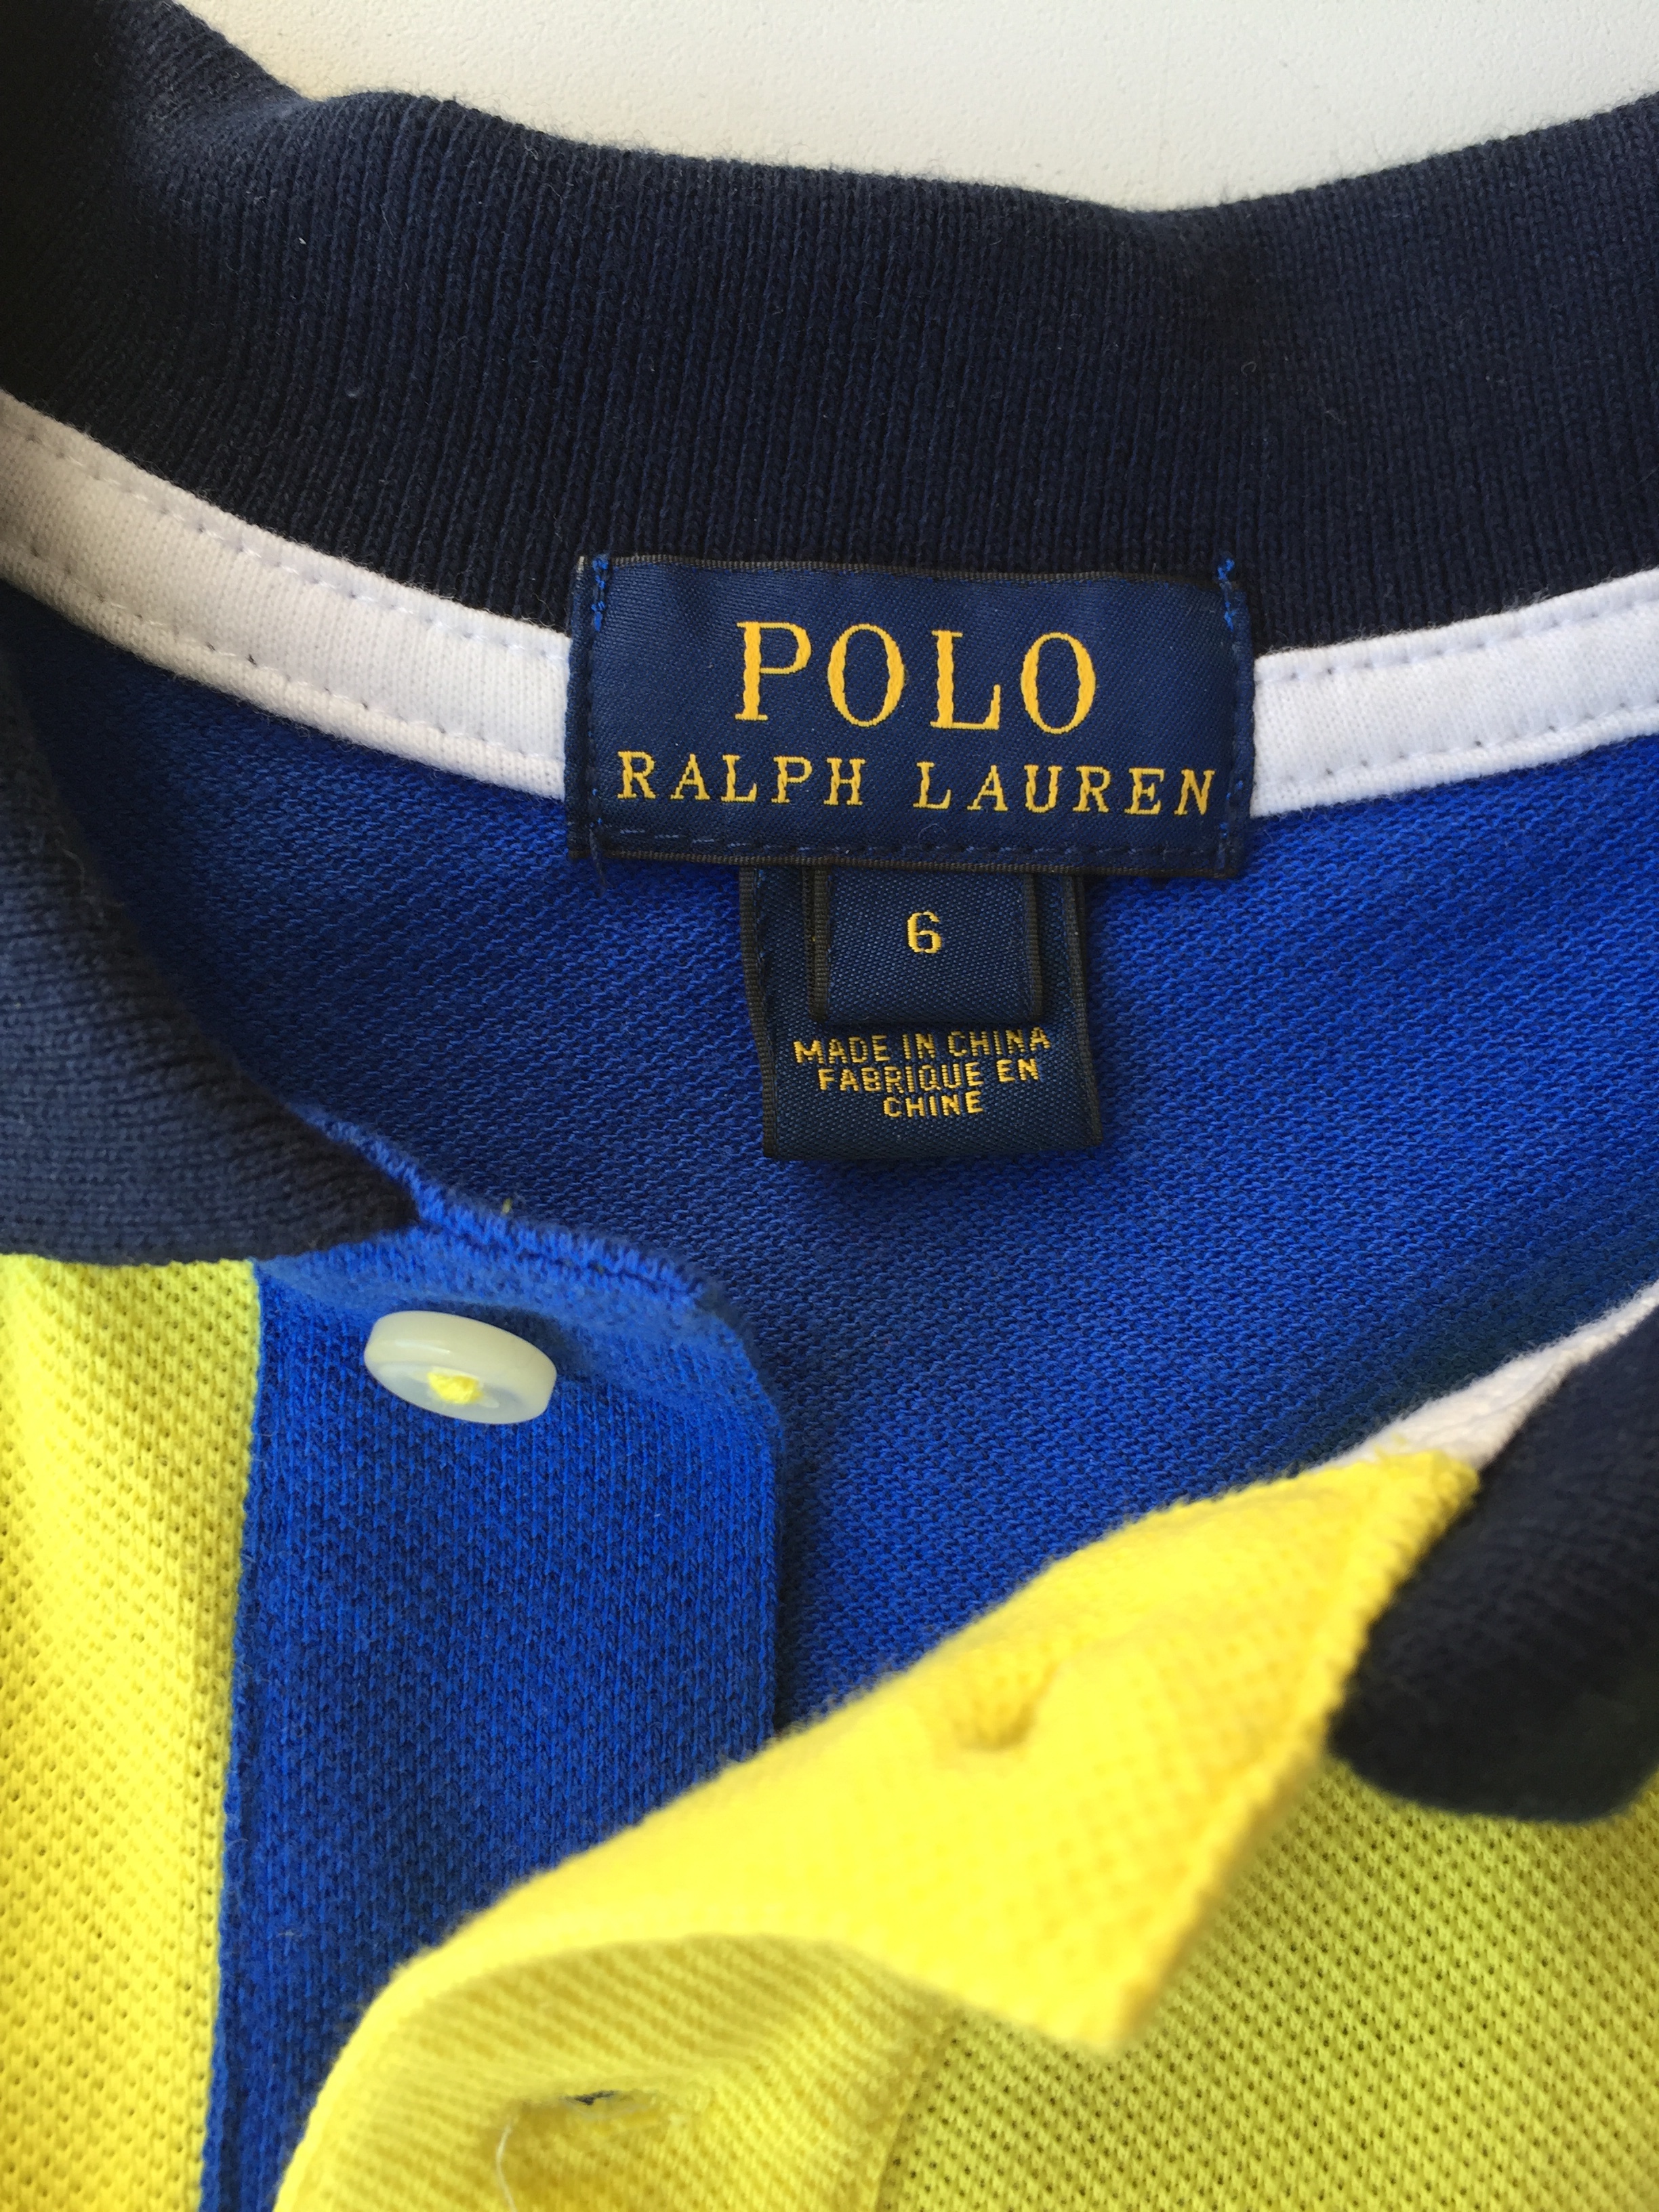 POLO
RALPH LAUREN
6
MADE IN CHINA
FABRIQUE EN
CHINE